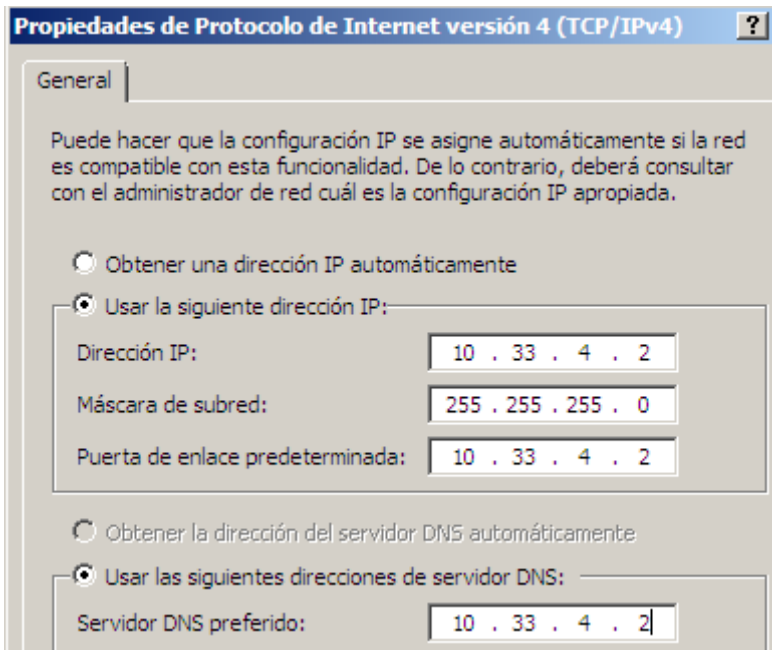 Propiedades de Protocolo de Internet versión 4 (TCP/IPv4) ?
General
Puede hacer que la configuración IP se asigne automáticamente si la red
es compatible con esta funcionalidad. De lo contrario, deberá consultar
con el administrador de red cuál es la configuración IP apropiada.
Obtener una dirección IP automáticamente
Usar la siguiente dirección IP:
Dirección IP: 10 . 33 . 4 . 2
Máscara de subred: 255 . 255 . 255 . 0
Puerta de enlace predeterminada: 10 . 33 . 4 . 2
Obtener la dirección del servidor DNS automáticamente
Usar las siguientes direcciones de servidor DNS:
Servidor DNS preferido: 10 . 33 . 4 . 2